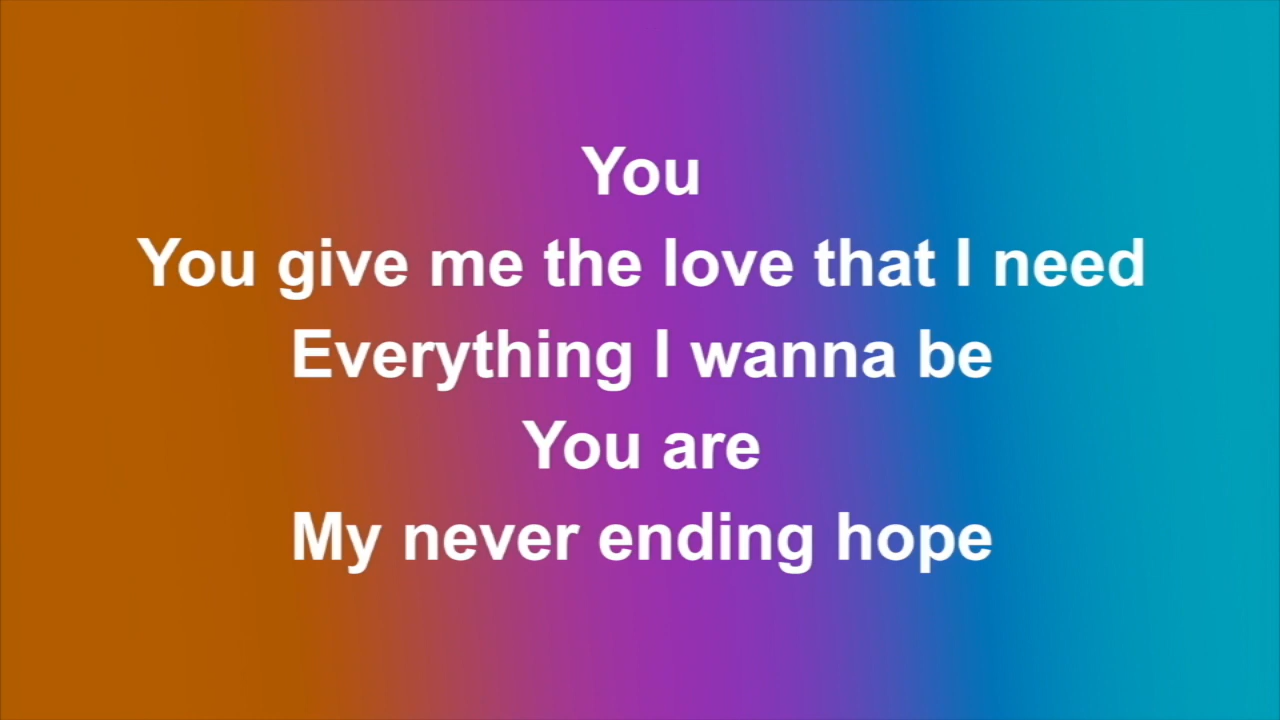 You
You give me the love that I need
Everything I wanna be
You are
My never ending hope